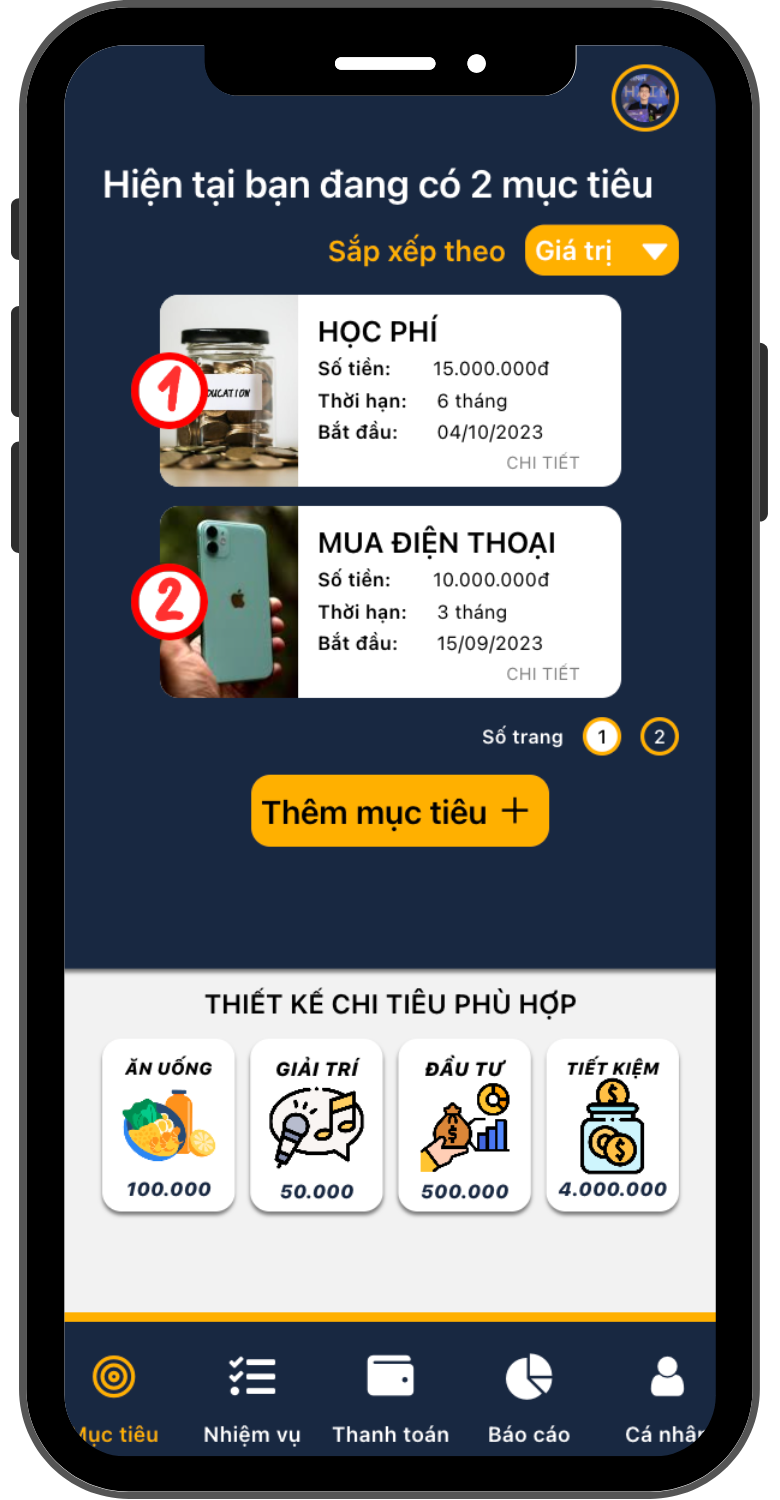 Hiện tại bạn đang có 2 mục tiêu
Sắp xếp theo Giá trị
HỌC PHÍ
1
Số tiền: 15.000.000đ
Thời hạn: 6 tháng
Bắt đầu: 04/10/2023
CHI TIẾT
MUA ĐIỆN THOẠI
2
Số tiền: 10.000.000đ
Thời hạn: 3 tháng
Bắt đầu: 15/09/2023
CHI TIẾT
Số trang 1 2
Thêm mục tiêu +
THIẾT KẾ CHI TIÊU PHÙ HỢP
ĂN UỐNG GIẢI TRÍ ĐẦU TƯ TIẾT KIỆM
100.000 50.000 500.000 4.000.000
Mục tiêu Nhiệm vụ Thanh toán Báo cáo Cá nhân